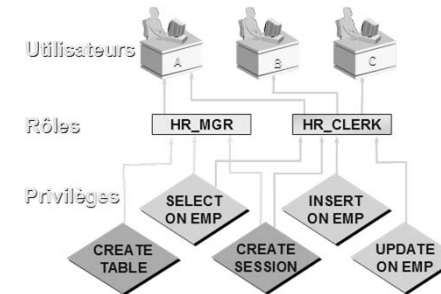 Utilisateurs
A
B
C
Rôles
HR_MGR
HR_CLERK
Privilèges
SELECT
ON EMP
INSERT
ON EMP
CREATE
TABLE
CREATE
SESSION
UPDATE
ON EMP